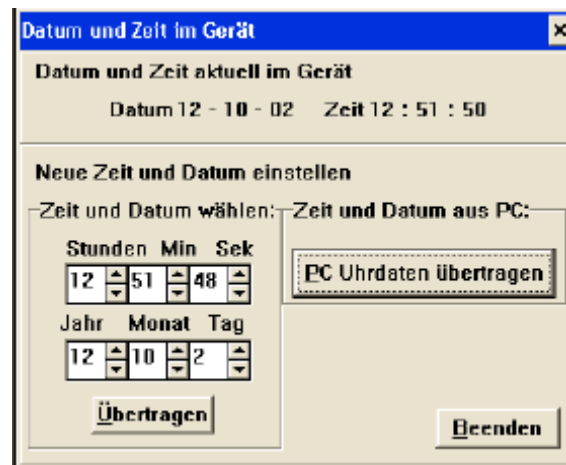 Datum und Zeit im Gerät
Datum und Zeit aktuell im Gerät
Datum 12 - 10 - 02 Zeit 12 : 51 : 50
Neue Zeit und Datum einstellen
Zeit und Datum wählen:
Stunden Min Sek
12 51 48
Jahr Monat Tag
12 10 2
Übertragen
Zeit und Datum aus PC:
PC Uhrdaten übertragen
Beenden